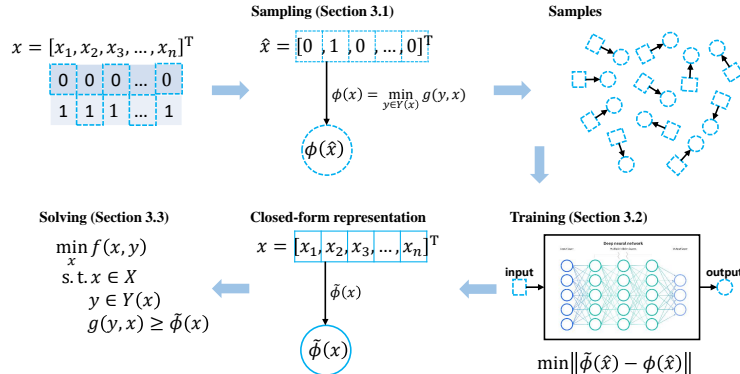 Sampling (Section 3.1)
Samples
x = [x₁, x₂, x₃, …, xₙ]ᵀ
0 0 0 … 0
1 1 1 … 1
x̂ = [0 , 1 , 0 , … , 0]ᵀ
ϕ(x) = min g(y, x)
y∈Y(x)
ϕ(x̂)
Solving (Section 3.3)
min f(x, y)
x
s. t. x ∈ X
y ∈ Y(x)
g(y, x) ≥ ϕ̃(x)
Closed-form representation
x = [x₁, x₂, x₃, … , xₙ]ᵀ
ϕ̃(x)
ϕ̃(x)
Training (Section 3.2)
Deep neural network
input
output
min‖ϕ̃(x̂) − ϕ(x̂)‖